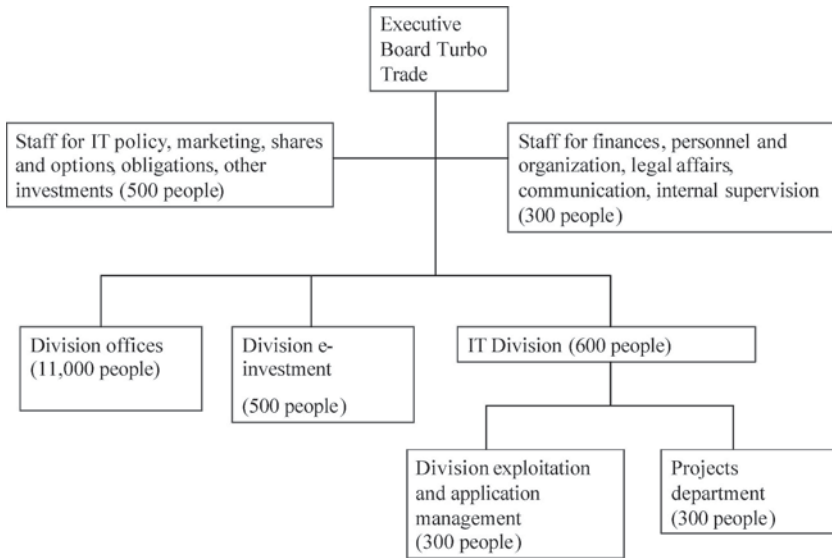 Executive
Board Turbo
Trade
Staff for IT policy, marketing, shares
and options, obligations, other
investments (500 people)
Staff for finances, personnel and
organization, legal affairs,
communication, internal supervision
(300 people)
Division offices
(11,000 people)
Division e-
investment
(500 people)
IT Division (600 people)
Division exploitation
and application
management
(300 people)
Projects
department
(300 people)